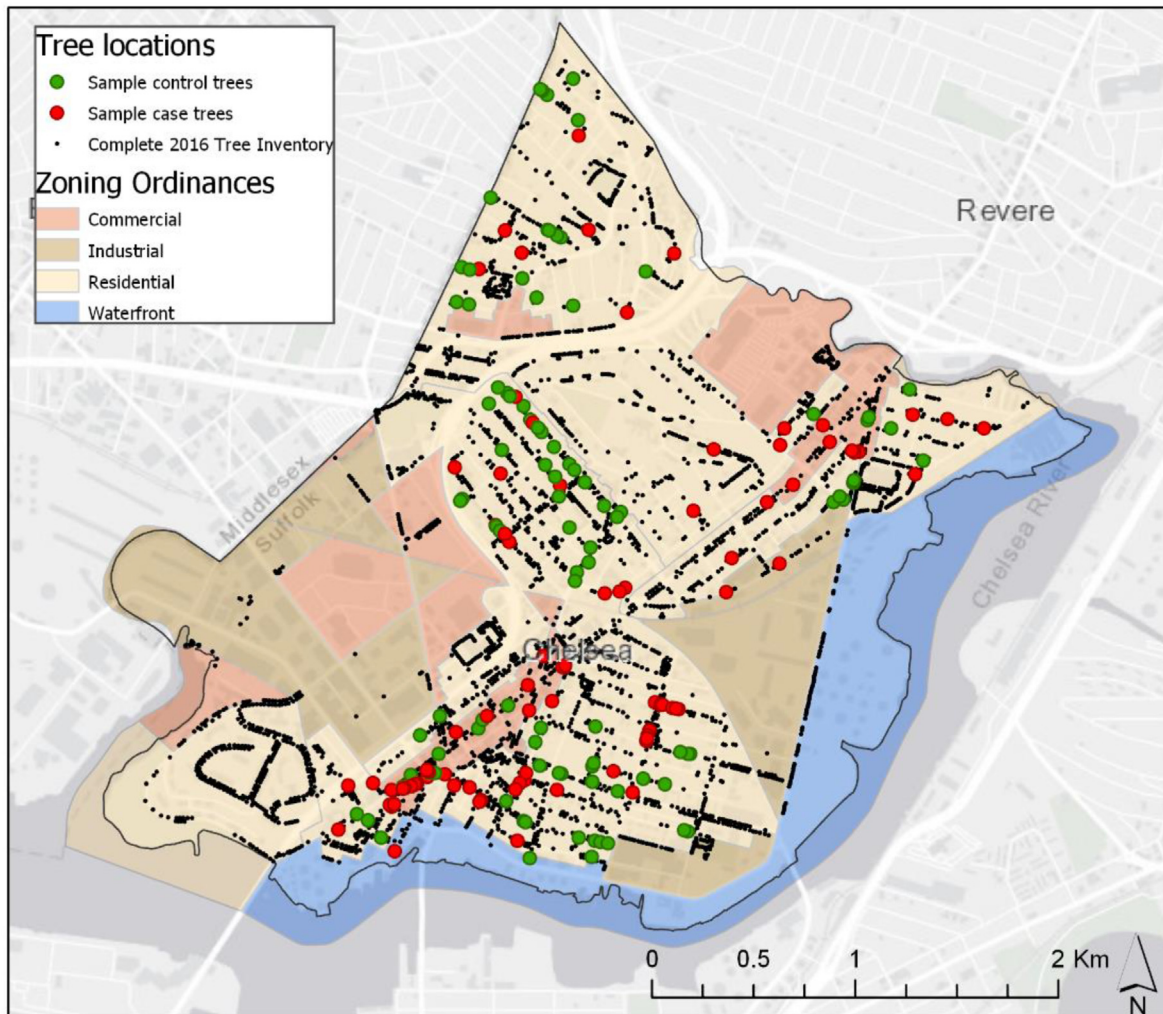 Tree locations
Sample control trees
Sample case trees
Complete 2016 Tree Inventory
Zoning Ordinances
Commercial
Industrial
Residential
Waterfront
Revere
Middlesex
Suffolk
Chelsea River
Chelsea
0 0.5 1 2 Km
N